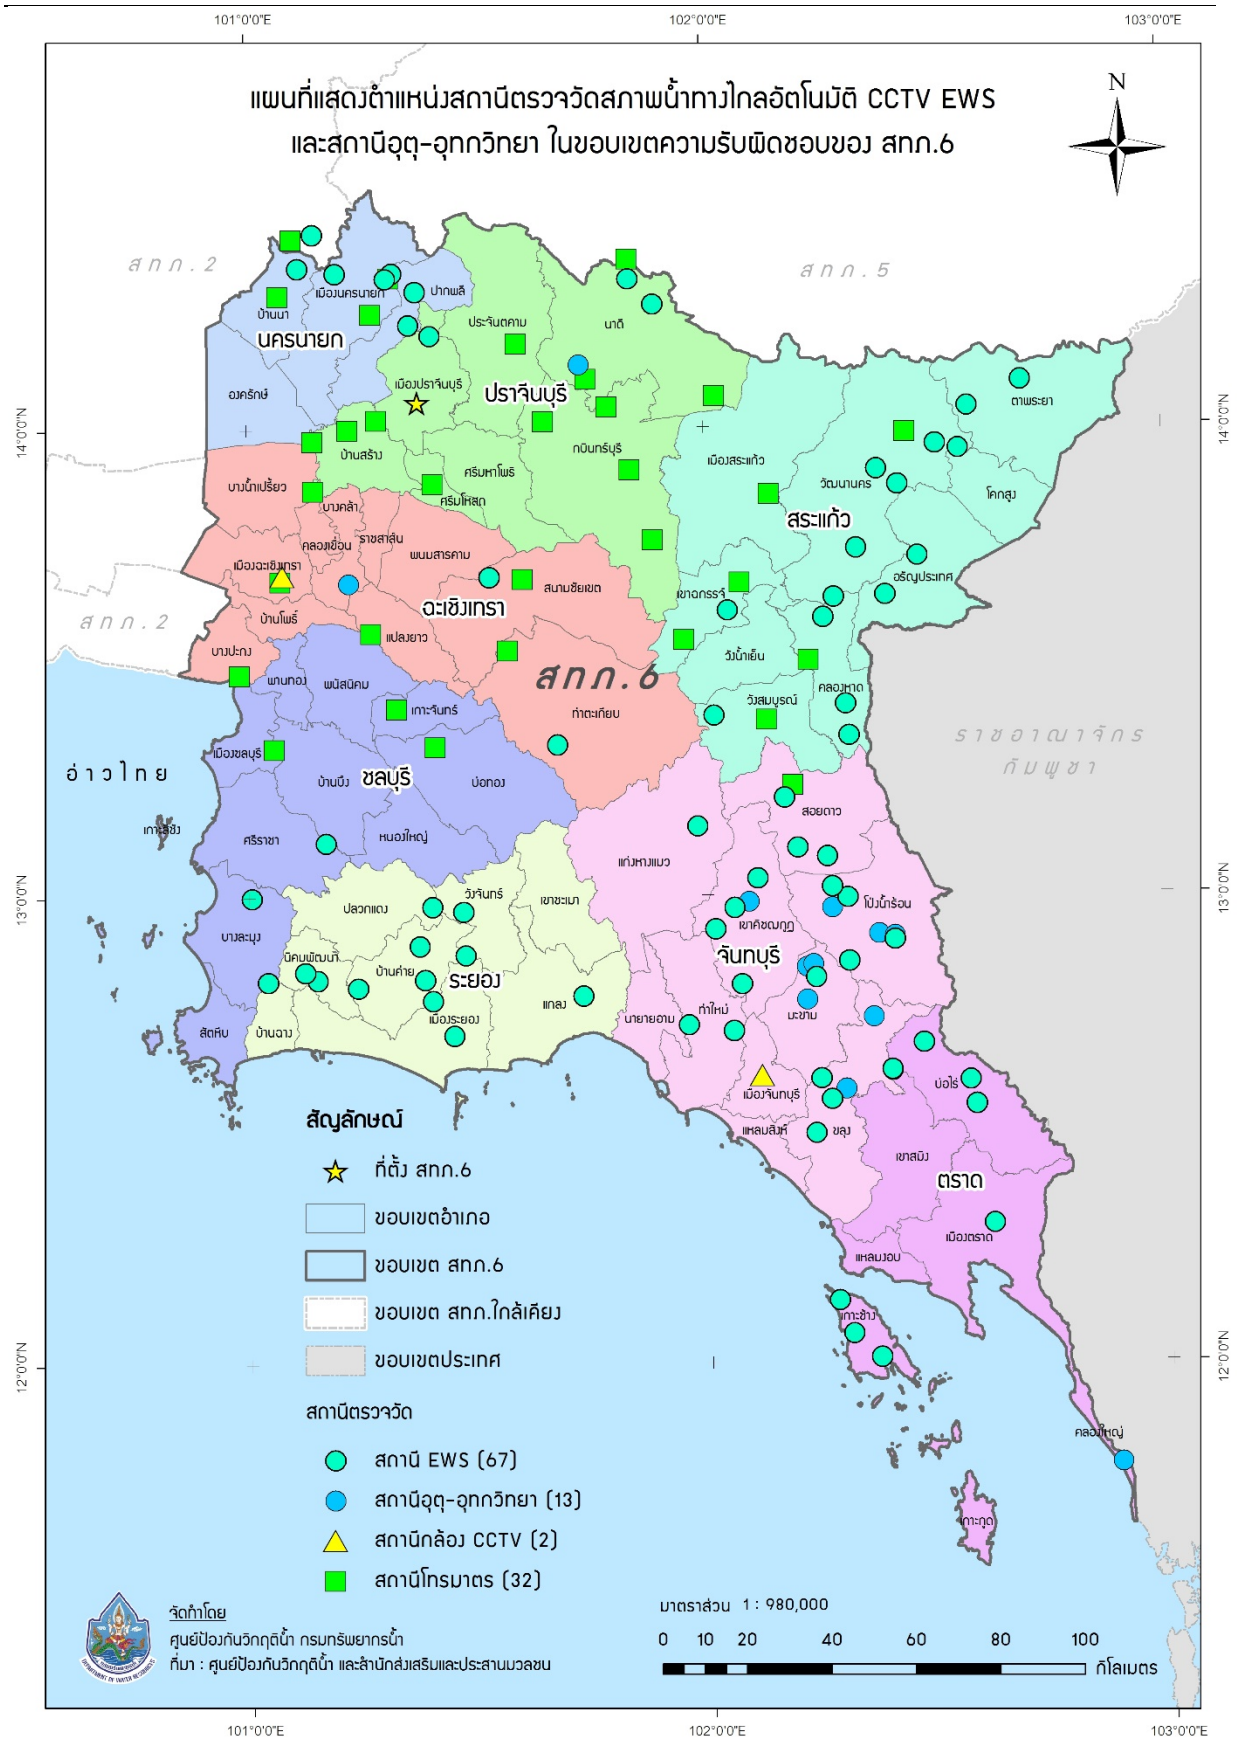 101°0'0"E 102°0'0"E 103°0'0"E
แผนที่แสดงตำแหน่งสถานีตรวจวัดสภาพน้ำทางไกลอัตโนมัติ CCTV EWS
และสถานีอุตุ-อุทกวิทยา ในขอบเขตความรับผิดชอบของ สทภ.6
N
สทภ.2
สทภ.5
เมืองนครนายก
ปากพลี
บ้านนา
นครนายก
องครักษ์
ประจันตคาม
นาดี
เมืองปราจีนบุรี
ปราจีนบุรี
ตาพระยา
14°0'0"N
14°0'0"N
บ้านสร้าง
กบินทร์บุรี
ศรีมหาโพธิ
ศรีมโหสถ
เมืองสระแก้ว
วัฒนานคร
โคกสูง
สระแก้ว
บางน้ำเปรี้ยว
บางคล้า
คลองเขื่อน
ราชสาส์น
พนมสารคาม
เมืองฉะเชิงเทรา
สนามชัยเขต
ฉะเชิงเทรา
อรัญประเทศ
เขาฉกรรจ์
สทภ.2
บ้านโพธิ์
แปลงยาว
บางปะกง
สทภ.6
วังน้ำเย็น
พานทอง
พนัสนิคม
เกาะจันทร์
ท่าตะเกียบ
วังสมบูรณ์
คลองหาด
ราชอาณาจักร
กัมพูชา
เมืองชลบุรี
อ่าวไทย
บ้านบึง
ชลบุรี
บ่อทอง
เกาะสีชัง
ศรีราชา
หนองใหญ่
สอยดาว
แก่งหางแมว
13°0'0"N
13°0'0"N
ปลวกแดง
วังจันทร์
เขาชะเมา
โป่งน้ำร้อน
เขาคิชฌกูฏ
บางละมุง
นิคมพัฒนา
บ้านค่าย
ระยอง
จันทบุรี
แกลง
สัตหีบ
บ้านฉาง
เมืองระยอง
นายายอาม
ท่าใหม่
มะขาม
บ่อไร่
เมืองจันทบุรี
แหลมสิงห์
ขลุง
เขาสมิง
ตราด
เมืองตราด
แหลมงอบ
เกาะช้าง
12°0'0"N
12°0'0"N
คลองใหญ่
เกาะกูด
สัญลักษณ์
ที่ตั้ง สทภ.6
ขอบเขตอำเภอ
ขอบเขต สทภ.6
ขอบเขต สทภ.ใกล้เคียง
ขอบเขตประเทศ
สถานีตรวจวัด
สถานี EWS (67)
สถานีอุตุ-อุทกวิทยา (13)
สถานีกล้อง CCTV (2)
สถานีโทรมาตร (32)
จัดทำโดย
ศูนย์ป้องกันวิกฤติน้ำ กรมทรัพยากรน้ำ
ที่มา : ศูนย์ป้องกันวิกฤติน้ำ และสำนักส่งเสริมและประสานมวลชน
DEPARTMENT OF WATER RESOURCES
มาตราส่วน 1 : 980,000
0 10 20 40 60 80 100
กิโลเมตร
101°0'0"E 102°0'0"E 103°0'0"E